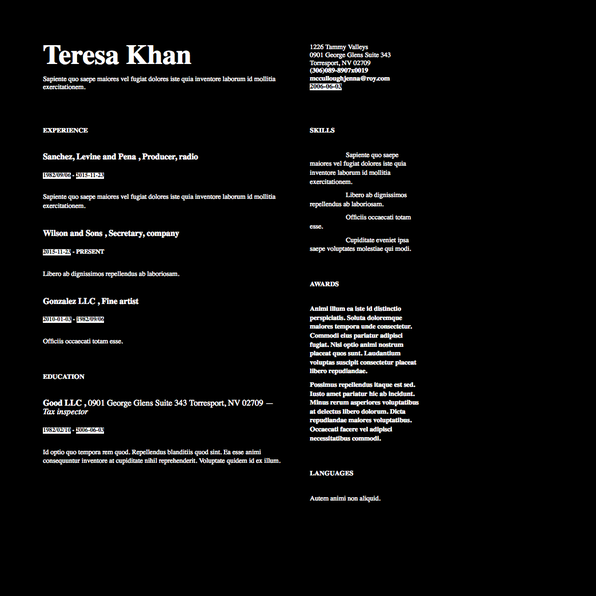 Teresa Khan
Sapiente quo saepe maiores vel fugiat dolores iste quia inventore laborum id mollitia
exercitationem.
1226 Tammy Valleys
0901 George Glens Suite 343
Torresport, NV 02709
(306)089-8907x0019
mcculloughjenna@roy.com
2006-06-03
EXPERIENCE
Sanchez, Levine and Pena , Producer, radio
1982/09/06 - 2015-11-23
Sapiente quo saepe maiores vel fugiat dolores iste quia inventore laborum id mollitia
exercitationem.
Wilson and Sons , Secretary, company
2015-11-23 - PRESENT
Libero ab dignissimos repellendus ab laboriosam.
Gonzalez LLC , Fine artist
2010-01-02 - 1982/09/06
Officiis occaecati totam esse.
EDUCATION
Good LLC , 0901 George Glens Suite 343 Torresport, NV 02709 —
Tax inspector
1982/02/10 - 2006-06-03
Id optio quo tempora rem quod. Repellendus blanditiis quod sint. Ea esse animi
consequuntur inventore at cupiditate nihil reprehenderit. Voluptate quidem id ex illum.
SKILLS
Sapiente quo saepe
maiores vel fugiat dolores iste quia
inventore laborum id mollitia
exercitationem.
Libero ab dignissimos
repellendus ab laboriosam.
Officiis occaecati totam
esse.
Cupiditate eveniet ipsa
saepe voluptates molestiae qui modi.
AWARDS
Animi illum ea iste id distinctio
perspiciatis. Soluta doloremque
maiores tempora unde consectetur.
Commodi eius pariatur adipisci
fugiat. Nisi optio animi nostrum
placeat quos sunt. Laudantium
voluptas suscipit consectetur placeat
libero repudiandae.
Possimus repellendus itaque est sed.
Iusto amet pariatur hic ab incidunt.
Minus rerum asperiores voluptatibus
at delectus libero dolorum. Dicta
repudiandae maiores voluptatibus.
Occaecati facere vel adipisci
necessitatibus commodi.
LANGUAGES
Autem animi non aliquid.